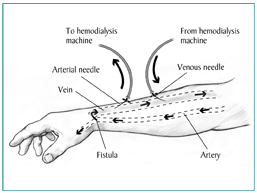 To hemodialysis
machine
From hemodialysis
machine
Arterial needle
Venous needle
Vein
Fistula
Artery